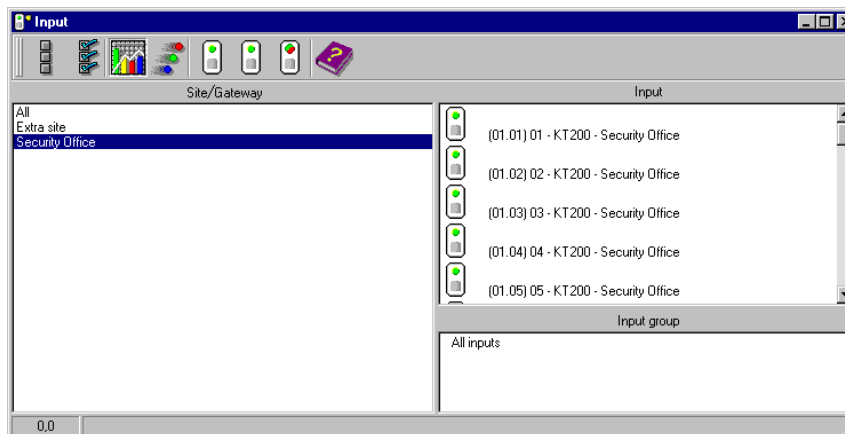 Input
Site/Gateway
All
Extra site
Security Office
Input
(01.01) 01 - KT200 - Security Office
(01.02) 02 - KT200 - Security Office
(01.03) 03 - KT200 - Security Office
(01.04) 04 - KT200 - Security Office
(01.05) 05 - KT200 - Security Office
Input group
All inputs
0,0